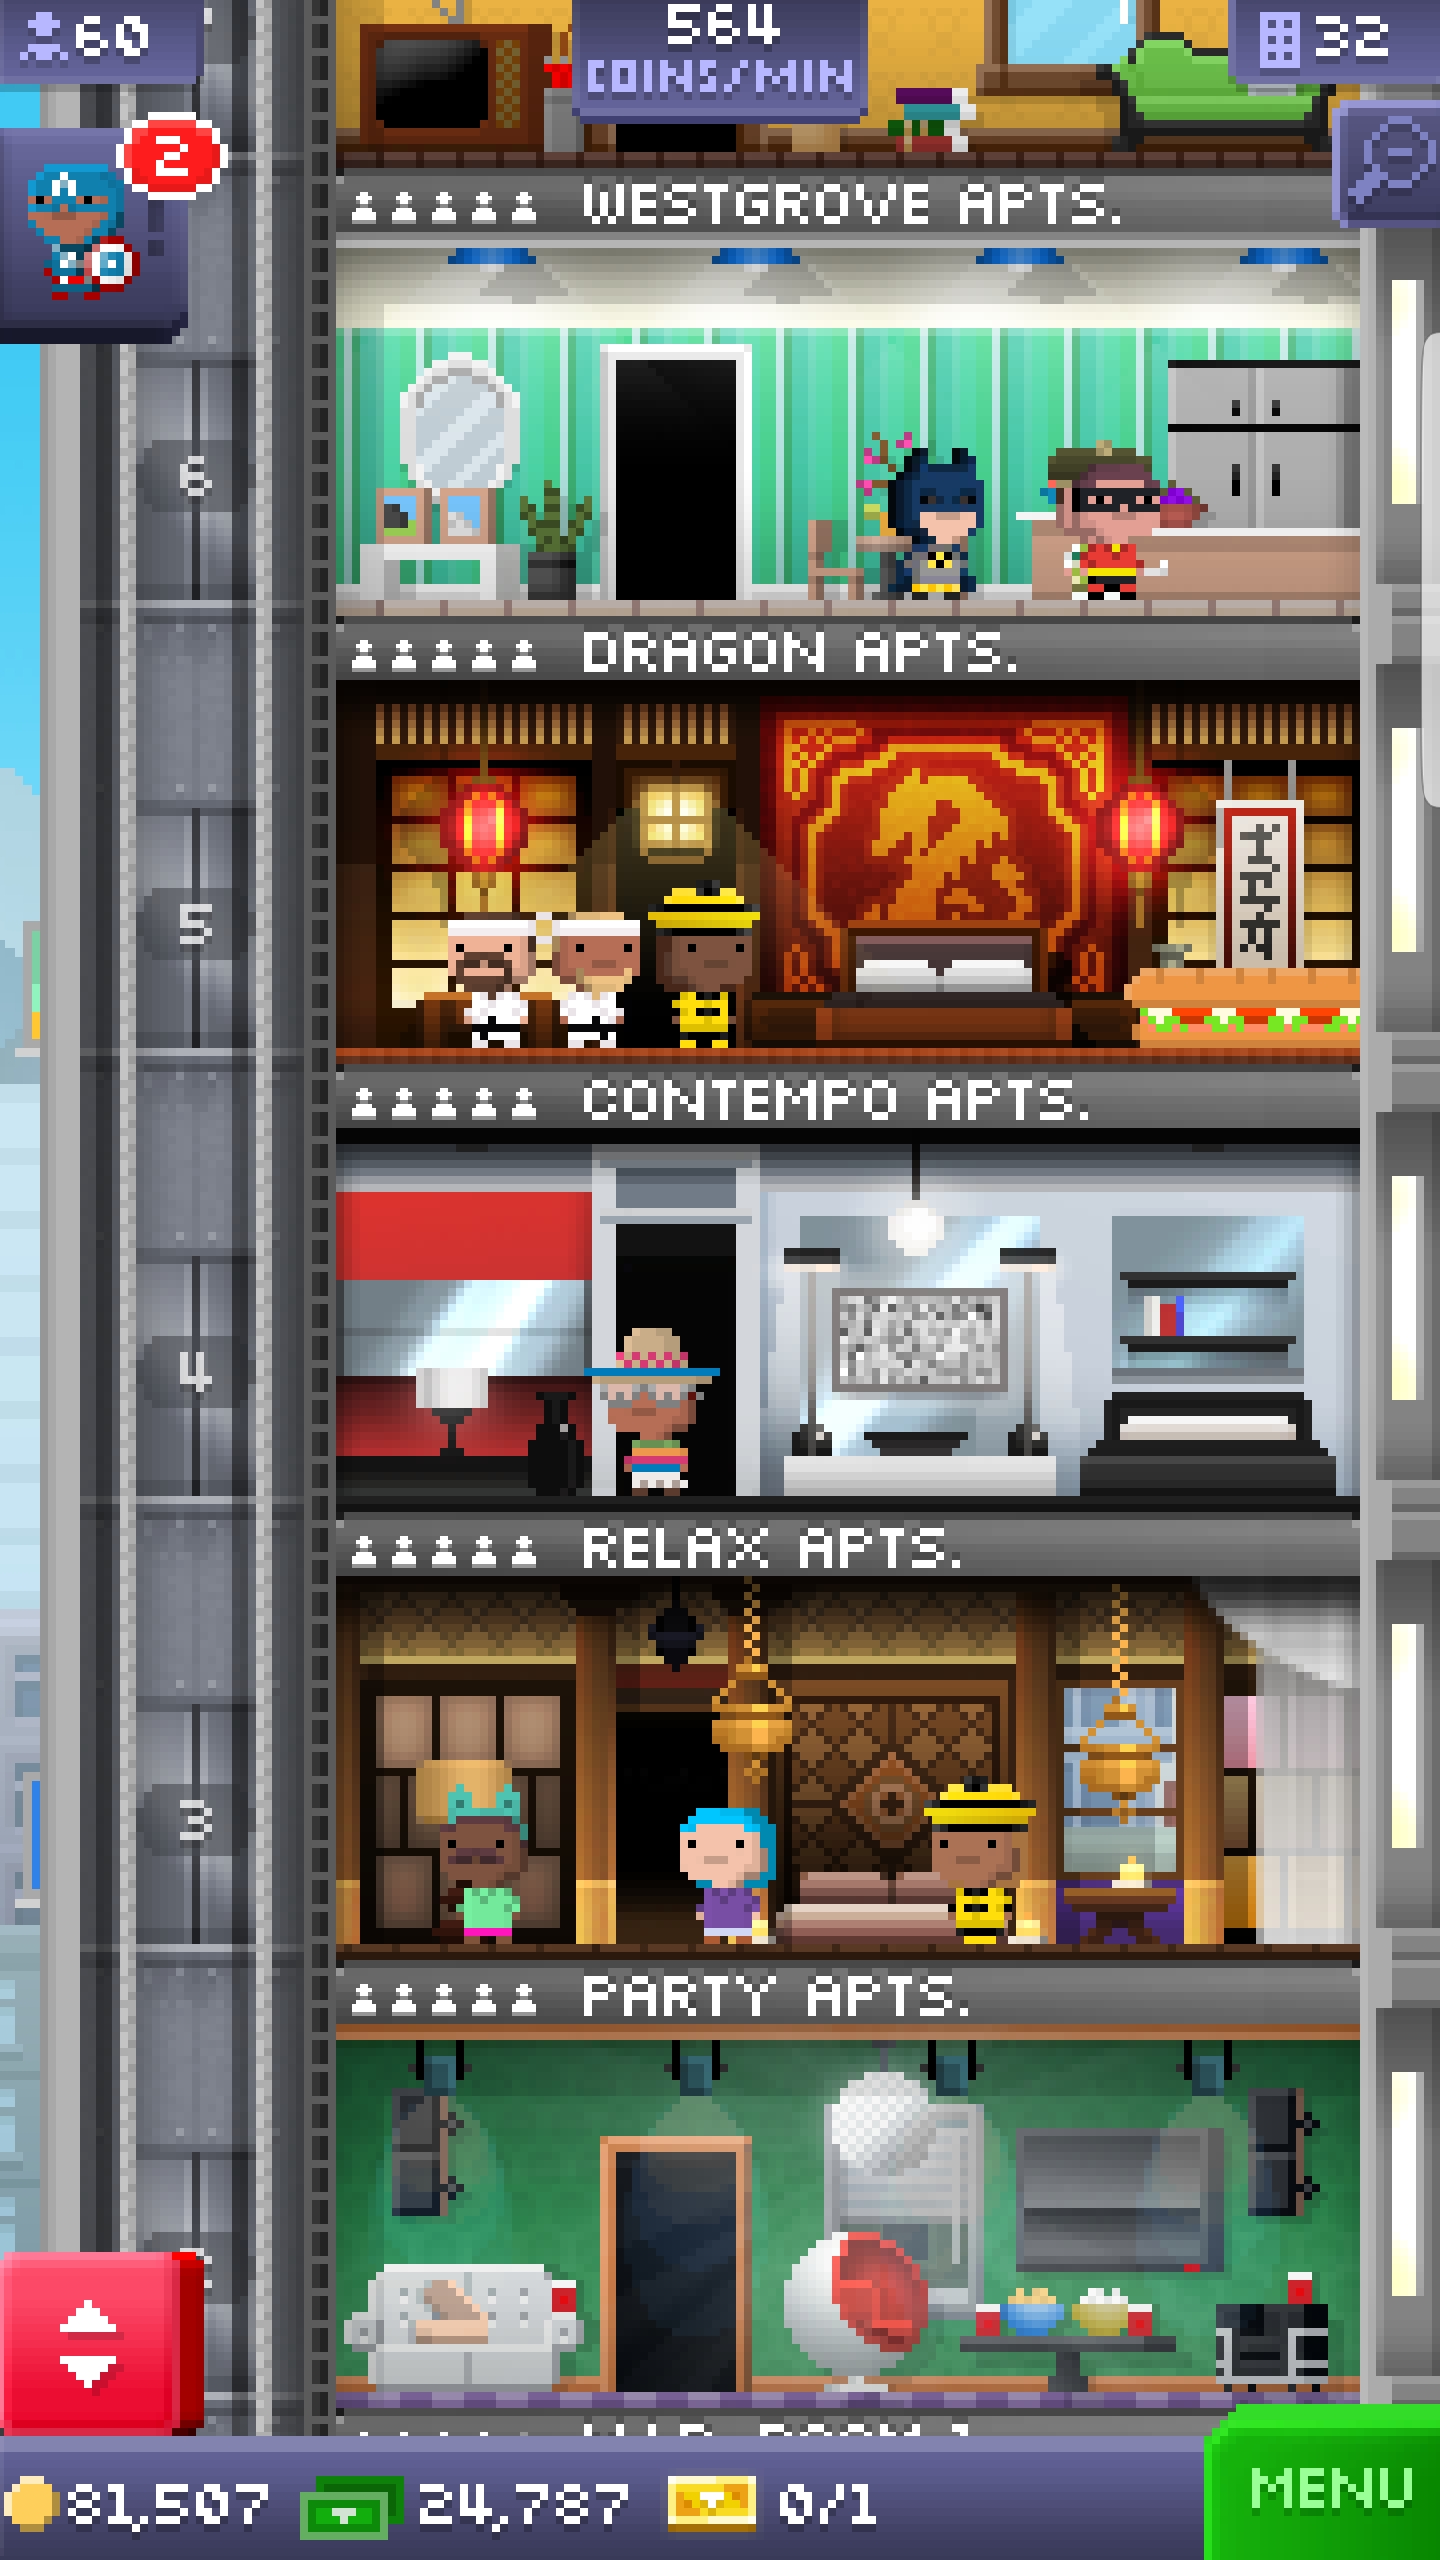 60
564
COINS/MIN
32
2
WESTGROVE APTS.
6
DRAGON APTS.
5
CONTEMPO APTS.
4
RELAX APTS.
3
PARTY APTS.
81,507
24,787
0/1
MENU